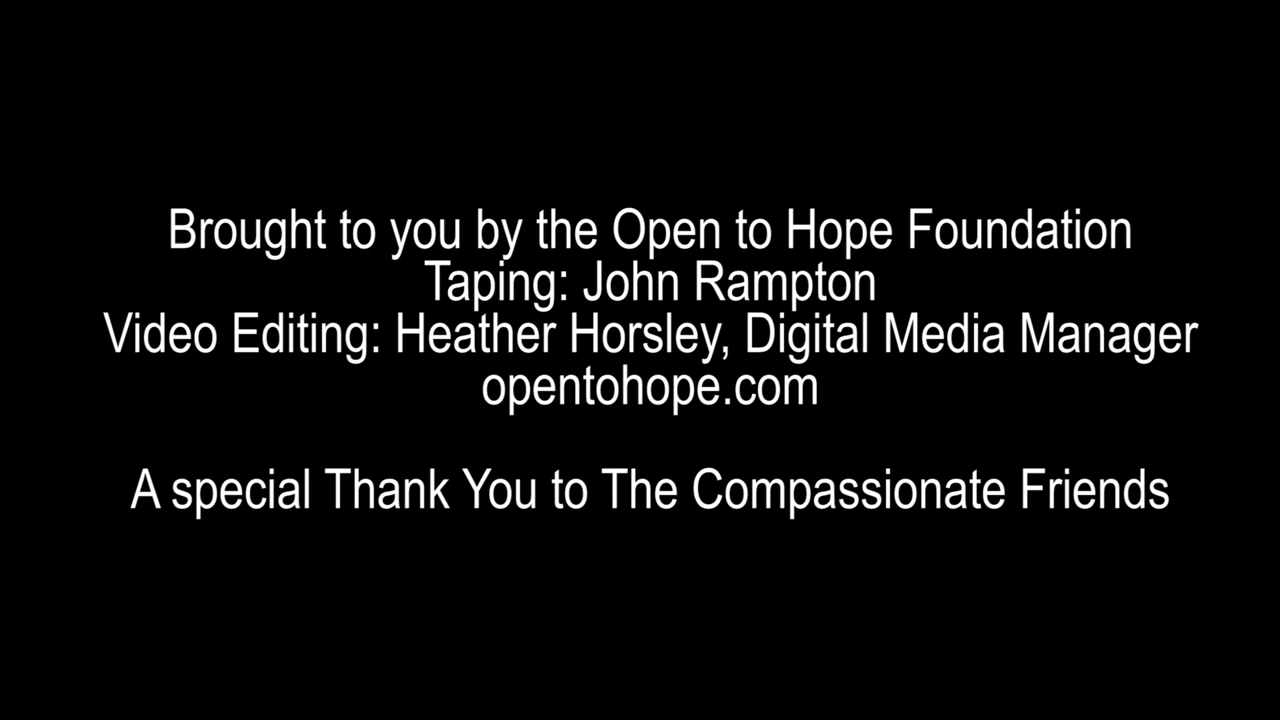 Brought to you by the Open to Hope Foundation
Taping: John Rampton
Video Editing: Heather Horsley, Digital Media Manager
opentohope.com
A special Thank You to The Compassionate Friends